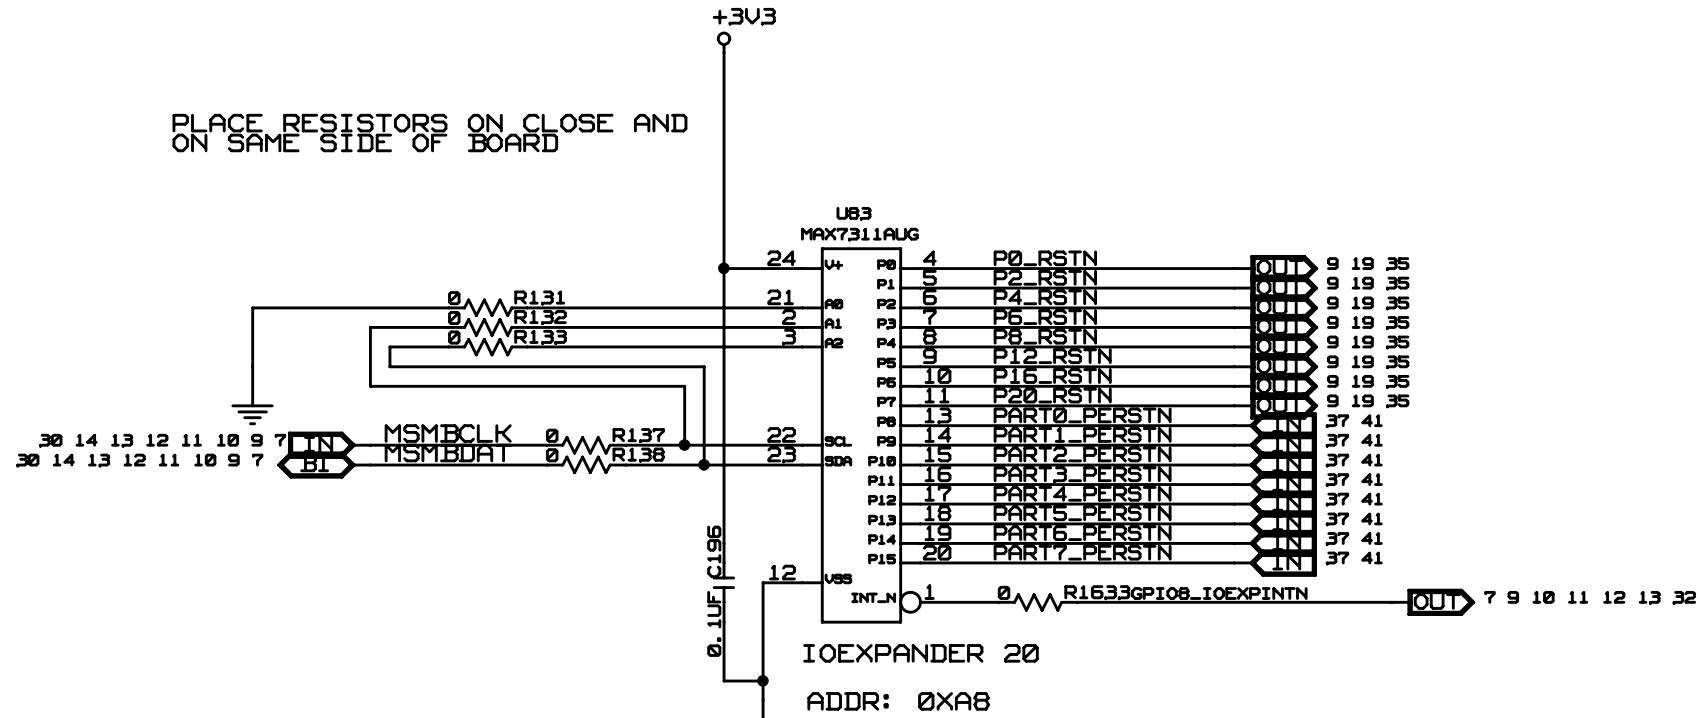 +3V3
PLACE RESISTORS ON CLOSE AND
ON SAME SIDE OF BOARD
U83
MAX7311AUG
24 V+ P0 4 P0_RSTN OUT 9 19 35
P1 5 P2_RSTN OUT 9 19 35
0 R131 21 A0 P2 6 P4_RSTN OUT 9 19 35
0 R132 2 A1 P3 7 P6_RSTN OUT 9 19 35
0 R133 3 A2 P4 8 P8_RSTN OUT 9 19 35
P5 9 P12_RSTN OUT 9 19 35
P6 10 P16_RSTN OUT 9 19 35
P7 11 P20_RSTN OUT 9 19 35
P8 13 PART0_PERSTN IN 37 41
30 14 13 12 11 10 9 7 IN MSMBCLK 0 R137 22 SCL P9 14 PART1_PERSTN IN 37 41
30 14 13 12 11 10 9 7 BI MSMBDAT 0 R138 23 SDA P10 15 PART2_PERSTN IN 37 41
P11 16 PART3_PERSTN IN 37 41
P12 17 PART4_PERSTN IN 37 41
P13 18 PART5_PERSTN IN 37 41
P14 19 PART6_PERSTN IN 37 41
P15 20 PART7_PERSTN IN 37 41
0.1UF C196
12 VSS
INT_N 1 0 R1633 GPIO8_IOEXPINTN OUT 7 9 10 11 12 13 32
IOEXPANDER 20
ADDR: 0XA8